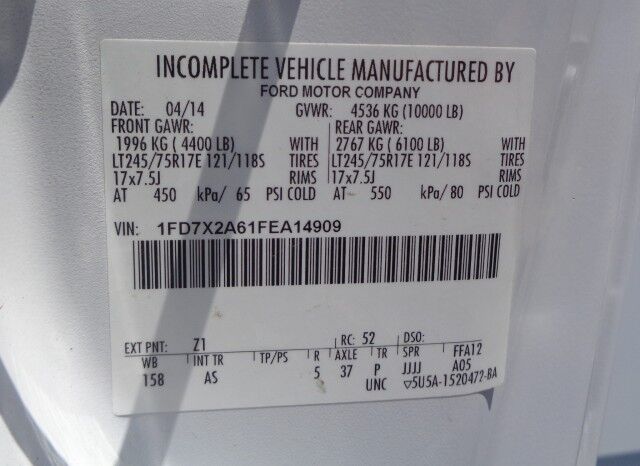 INCOMPLETE VEHICLE MANUFACTURED BY
FORD MOTOR COMPANY
DATE: 04/14 GVWR: 4536 KG (10000 LB)
FRONT GAWR: REAR GAWR:
1996 KG ( 4400 LB) WITH 2767 KG ( 6100 LB) WITH
LT245/75R17E 121/118S TIRES LT245/75R17E 121/118S TIRES
17x7.5J RIMS 17x7.5J RIMS
AT 450 kPa/ 65 PSI COLD AT 550 kPa/ 80 PSI COLD
VIN: 1FD7X2A61FEA14909
EXT PNT: Z1 RC: 52 DSO:
WB INT TR TP/PS R AXLE TR SPR FFA12
158 AS 5 37 P JJJJ A05
UNC ▽5U5A-1520472-BA